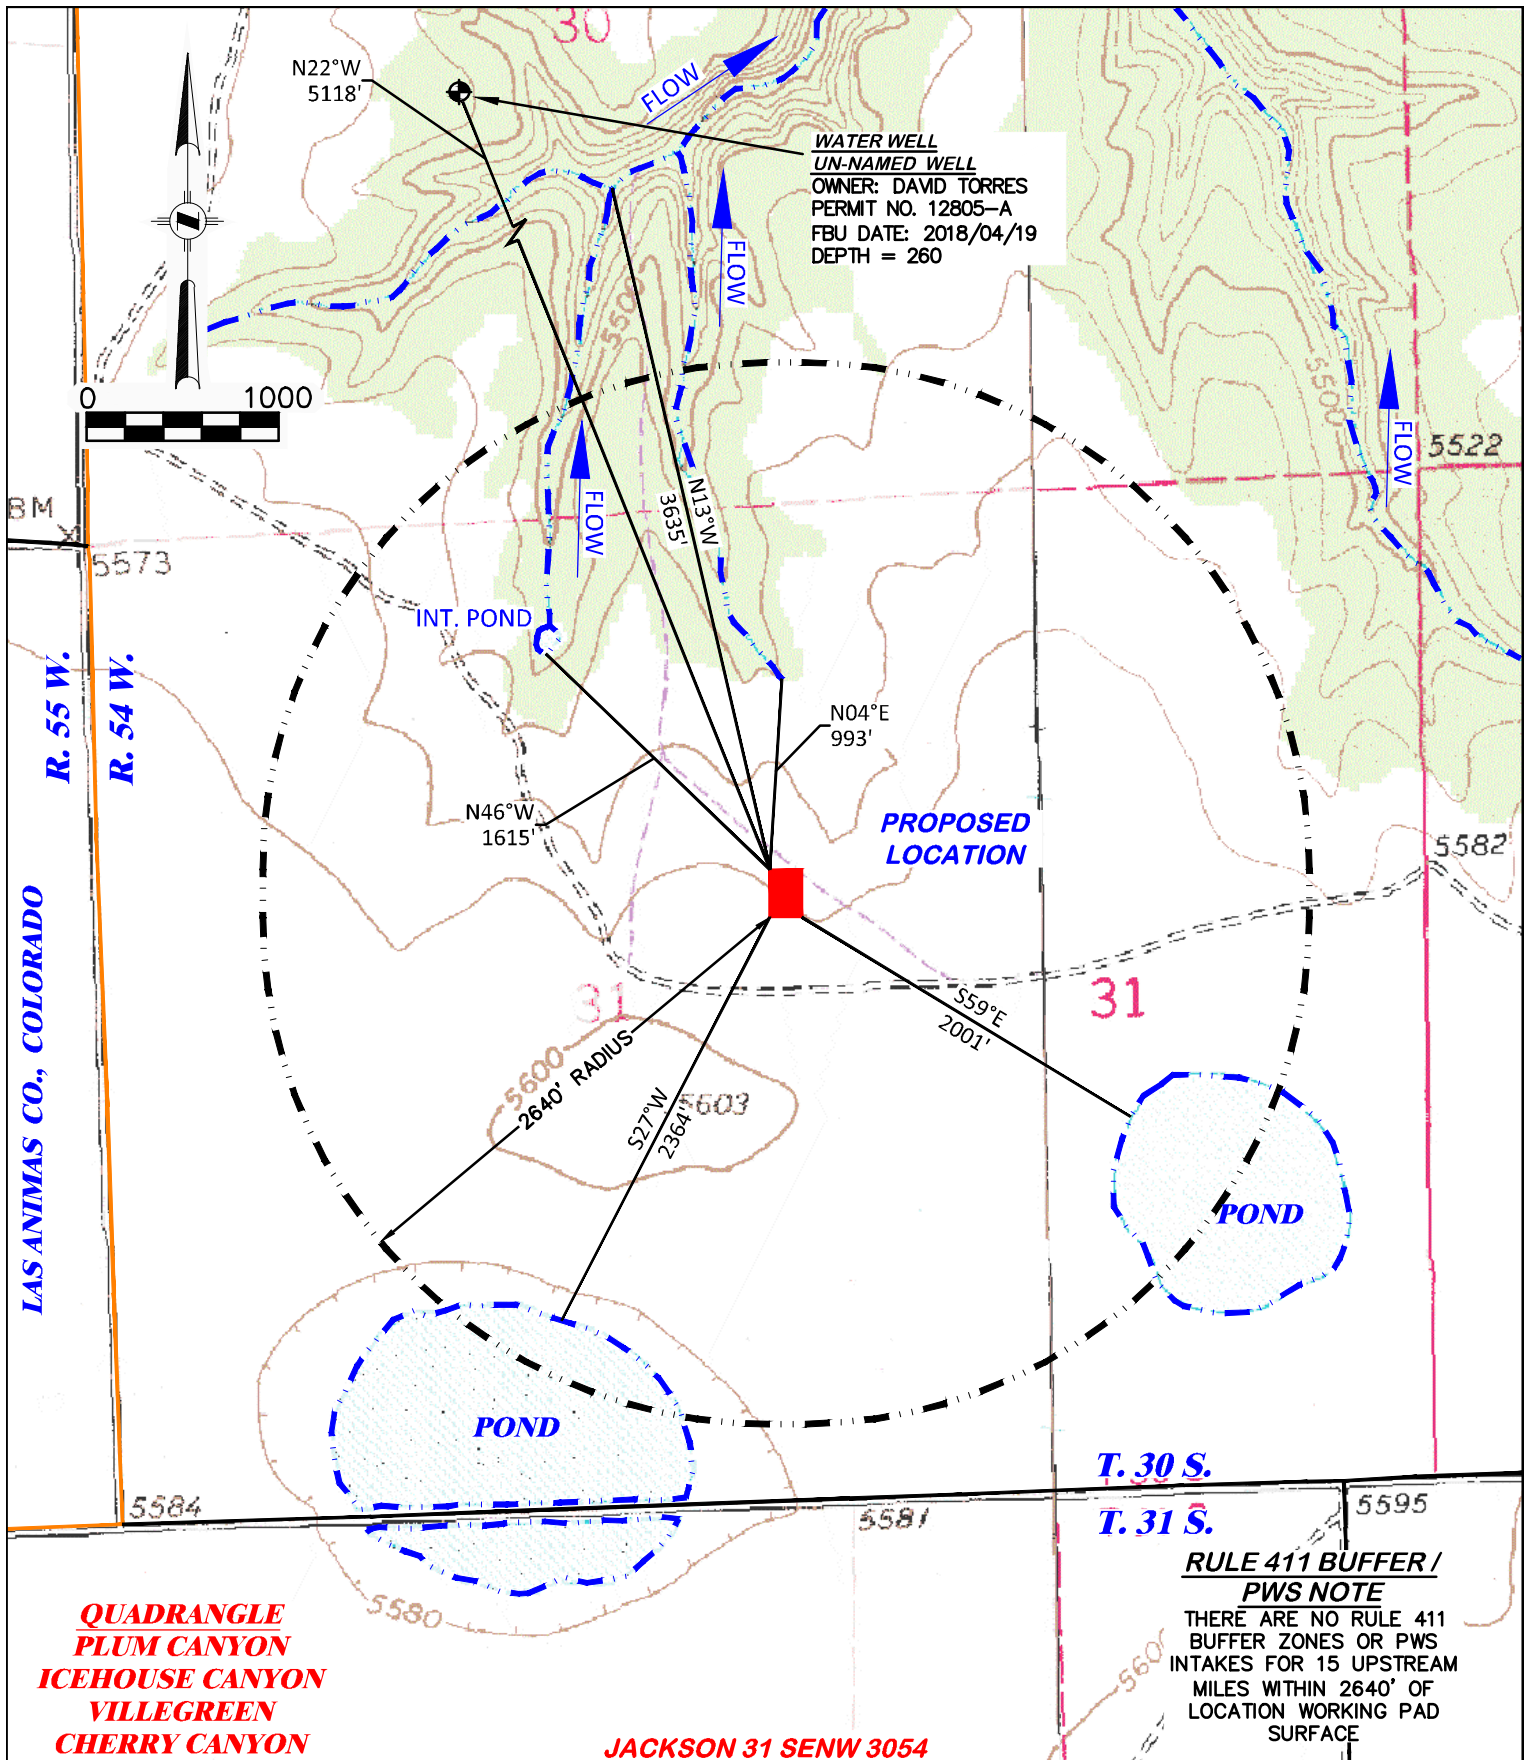 30
N22°W
5118'
FLOW
WATER WELL
UN-NAMED WELL
OWNER: DAVID TORRES
PERMIT NO. 12805-A
FBU DATE: 2018/04/19
DEPTH = 260
FLOW
5500
5500
0 1000
FLOW
5522
BM
5573
N13°W
3635'
FLOW
INT. POND
R. 55 W.
R. 54 W.
N04°E
993'
N46°W
1615'
PROPOSED
LOCATION
5582
LAS ANIMAS CO., COLORADO
31
31
S59°E
2001'
5600
2640' RADIUS
5603
S27°W
2364'
POND
POND
T. 30 S.
5584
5581
5595
T. 31 S.
5580
RULE 411 BUFFER /
PWS NOTE
THERE ARE NO RULE 411
BUFFER ZONES OR PWS
INTAKES FOR 15 UPSTREAM
MILES WITHIN 2640' OF
LOCATION WORKING PAD
SURFACE
QUADRANGLE
PLUM CANYON
ICEHOUSE CANYON
VILLEGREEN
CHERRY CANYON
JACKSON 31 SENW 3054